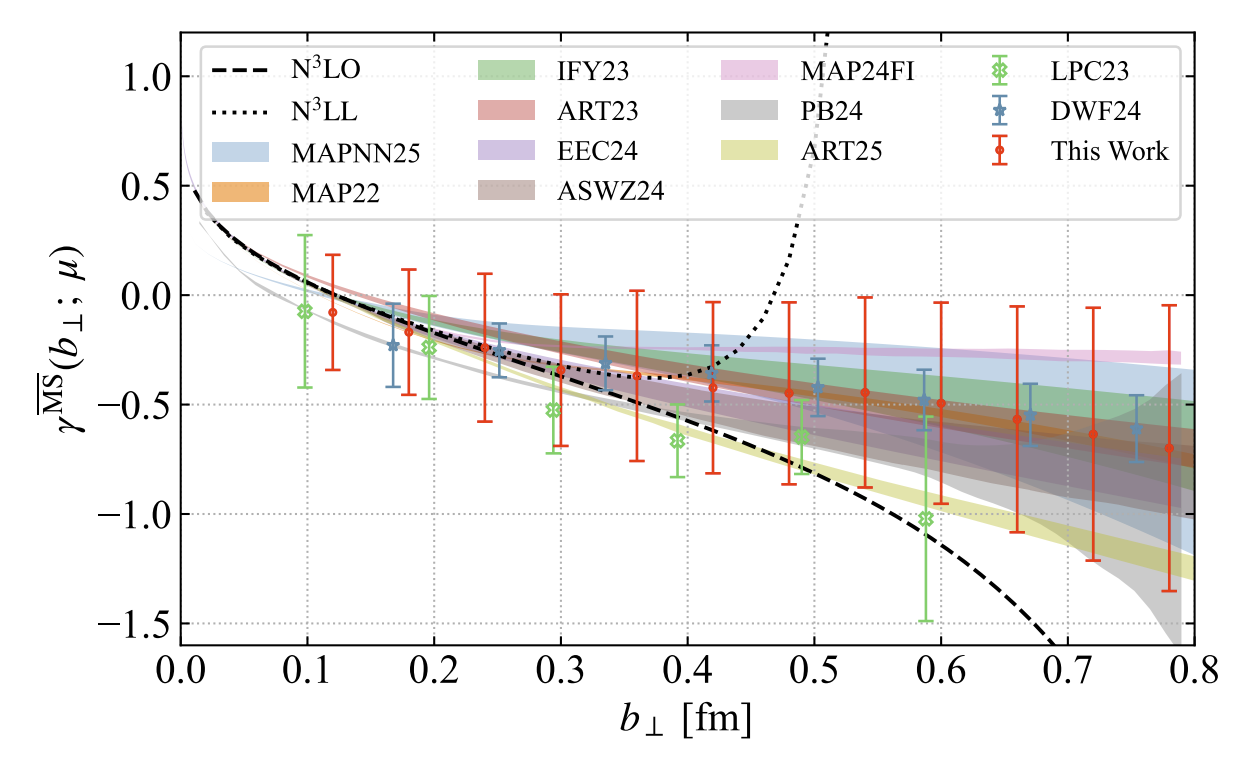 N³LO
N³LL
MAPNN25
MAP22
IFY23
ART23
EEC24
ASWZ24
MAP24FI
PB24
ART25
LPC23
DWF24
This Work
1.0
0.5
0.0
−0.5
−1.0
−1.5
γ^MS̅(b⊥; μ)
0.0 0.1 0.2 0.3 0.4 0.5 0.6 0.7 0.8
b⊥ [fm]